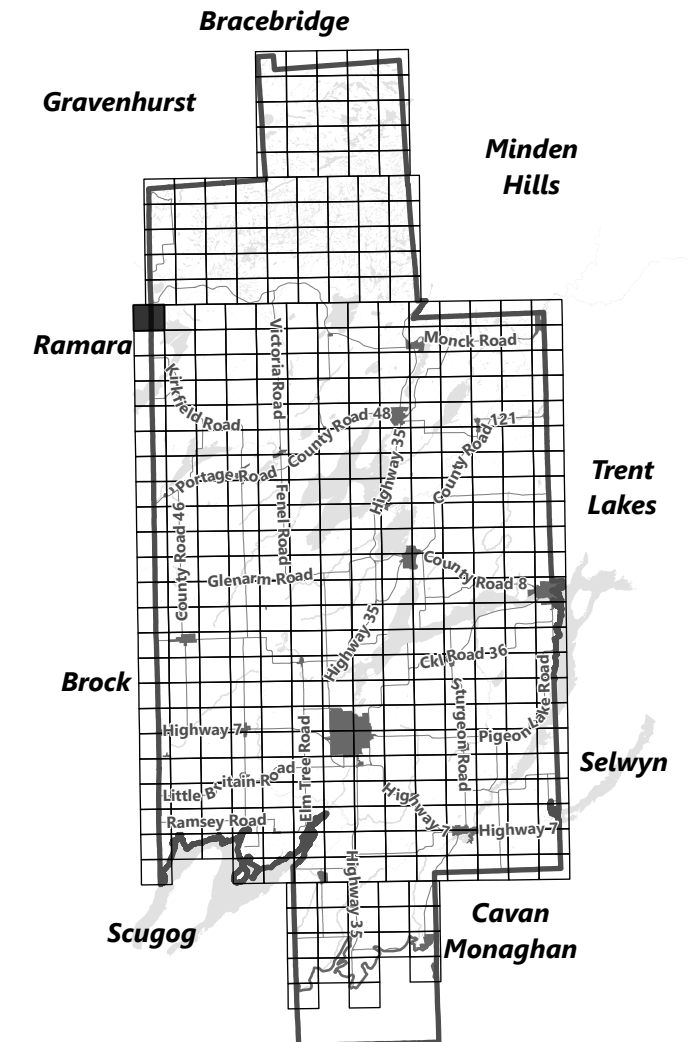 Bracebridge
Gravenhurst
Minden
Hills
Ramara
Victoria Road
Monck Road
Kirkfield Road
County Road 48
Highway 35
County Road 121
Portage Road
Trent
Lakes
Fenel Road
County Road 46
Glenarm Road
County Road 8
Highway 35
Ckl Road 36
Brock
Sturgeon Road
Pigeon Lake Road
Highway 7
Elm Tree Road
Selwyn
Little Britain Road
Highway 7
Ramsey Road
Highway 7
Highway 35
Scugog
Cavan
Monaghan